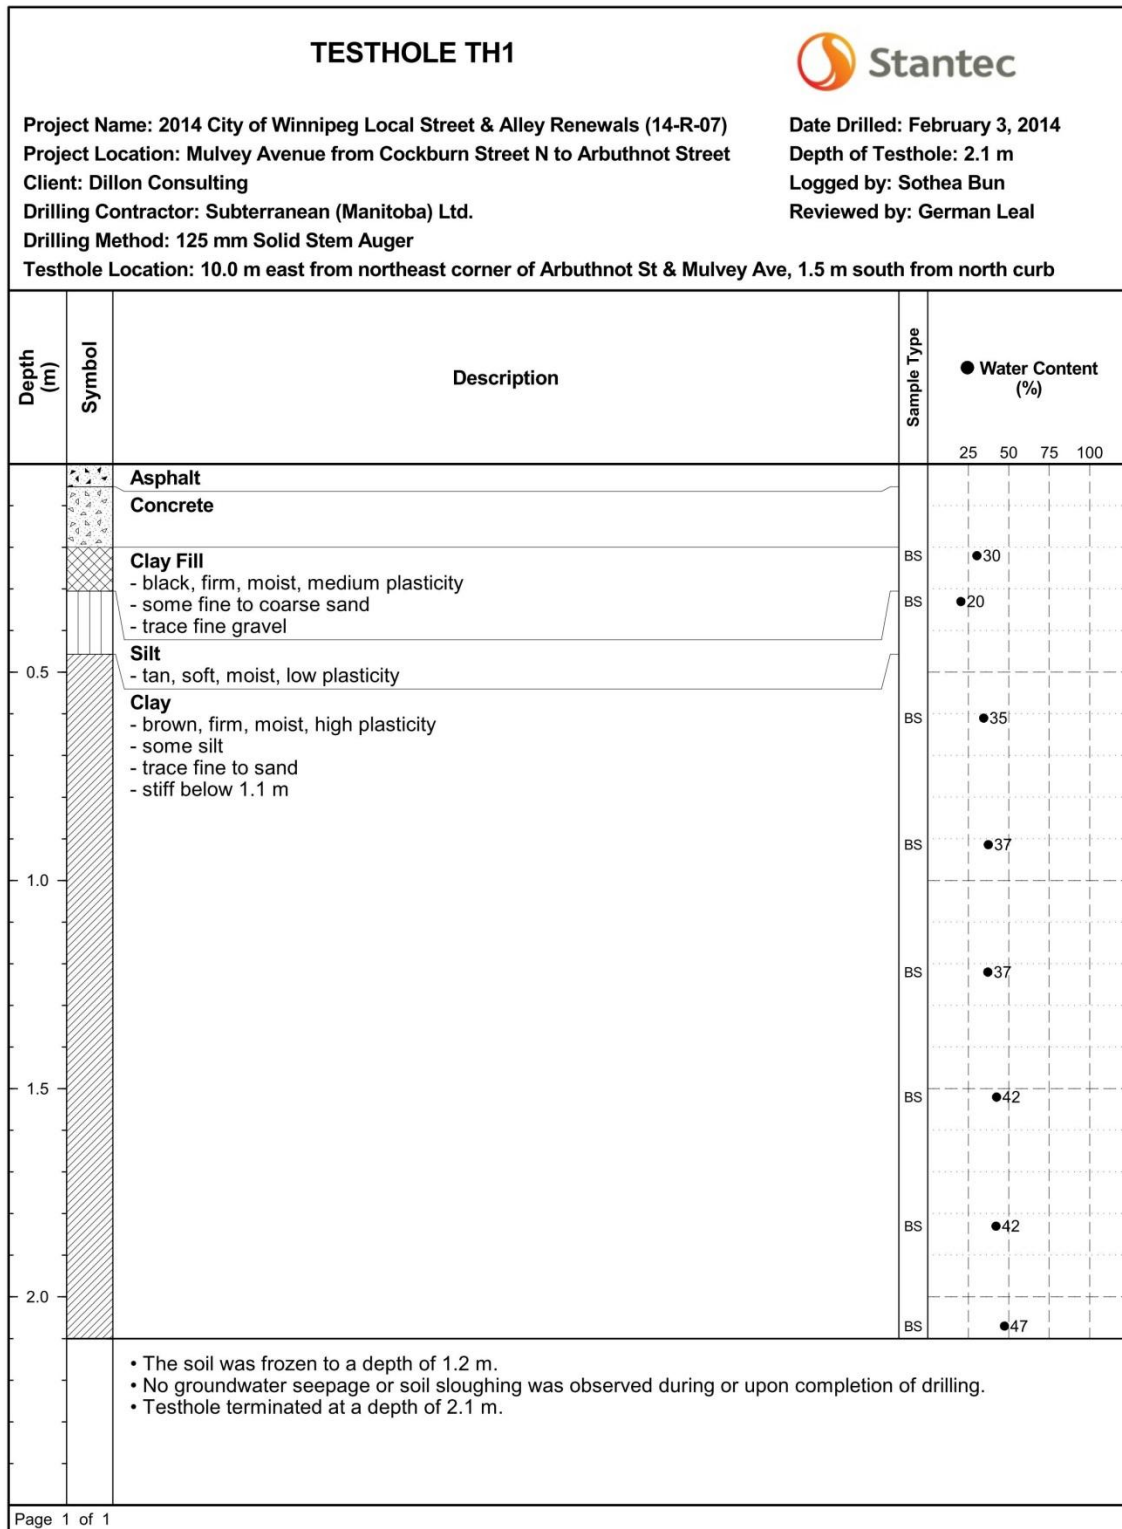 TESTHOLE TH1
Stantec
Project Name: 2014 City of Winnipeg Local Street & Alley Renewals (14-R-07)
Date Drilled: February 3, 2014
Project Location: Mulvey Avenue from Cockburn Street N to Arbuthnot Street
Depth of Testhole: 2.1 m
Client: Dillon Consulting
Logged by: Sothea Bun
Drilling Contractor: Subterranean (Manitoba) Ltd.
Reviewed by: German Leal
Drilling Method: 125 mm Solid Stem Auger
Testhole Location: 10.0 m east from northeast corner of Arbuthnot St & Mulvey Ave, 1.5 m south from north curb
Depth
(m)
Symbol
Description
Sample Type
Water Content
(%)
25 50 75 100
Asphalt
Concrete
Clay Fill
BS 30
- black, firm, moist, medium plasticity
- some fine to coarse sand
BS 20
- trace fine gravel
Silt
0.5
- tan, soft, moist, low plasticity
Clay
- brown, firm, moist, high plasticity
BS 35
- some silt
- trace fine to sand
- stiff below 1.1 m
BS 37
1.0
BS 37
1.5
BS 42
BS 42
2.0
BS 47
• The soil was frozen to a depth of 1.2 m.
• No groundwater seepage or soil sloughing was observed during or upon completion of drilling.
• Testhole terminated at a depth of 2.1 m.
Page 1 of 1